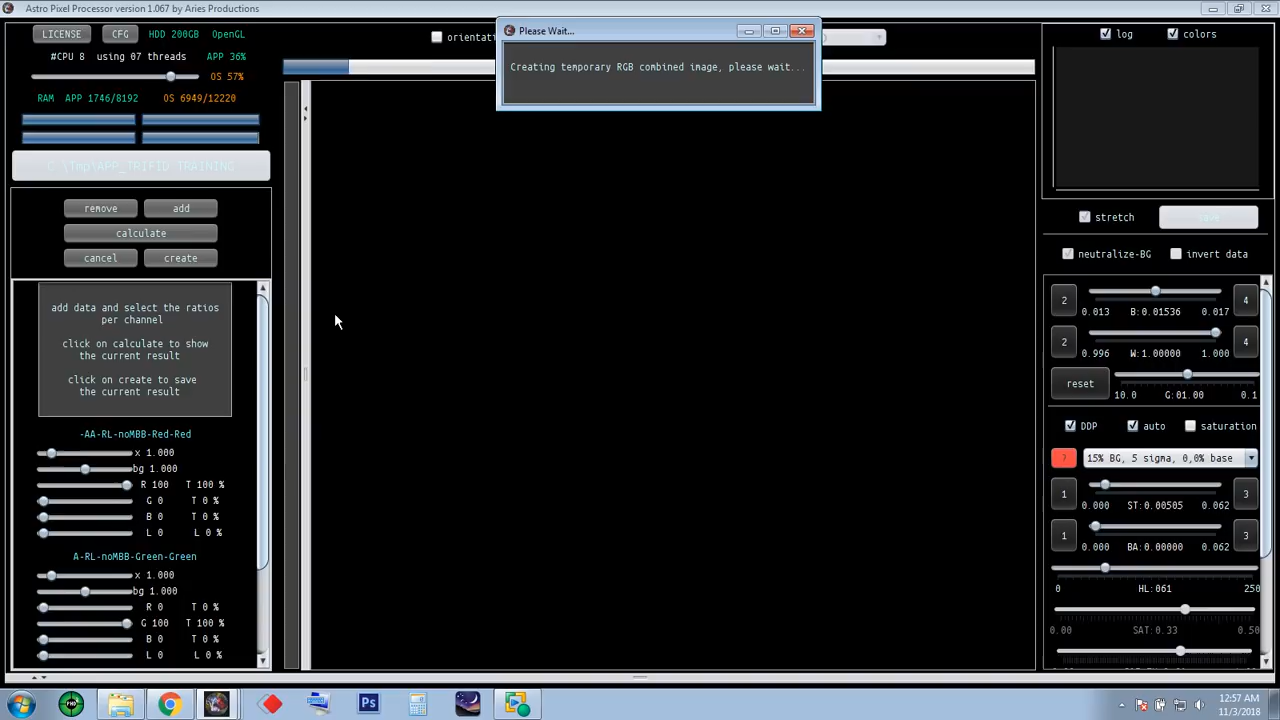 Astro Pixel Processor version 1.067 by Aries Productions
LICENSE CFG HDD 200GB OpenGL
#CPU 8 using 07 threads APP 36%
OS 57%
RAM APP 1746/8192 OS 6949/12220
C:\Tmp\APP_TRIFID TRAINING
remove add
calculate
cancel create
add data and select the ratios
per channel
click on calculate to show
the current result
click on create to save
the current result
-AA-RL-noMBB-Red-Red
x 1.000
bg 1.000
R 100 T 100 %
G 0 T 0 %
B 0 T 0 %
L 0 L 0 %
A-RL-noMBB-Green-Green
x 1.000
bg 1.000
R 0 T 0 %
G 100 T 100 %
B 0 T 0 %
L 0 L 0 %
Please Wait...
Creating temporary RGB combined image, please wait...
log colors
stretch save
neutralize-BG invert data
2 4
0.013 B:0.01536 0.017
2 4
0.996 W:1.00000 1.000
reset
10.0 G:01.00 0.1
DDP auto saturation
? 15% BG, 5 sigma, 0,0% base
1 3
0.000 ST:0.00505 0.062
1 3
0.000 BA:0.00000 0.062
0 HL:061 250
0.00 SAT:0.33 0.50
PHD
Ps
12:57 AM
11/3/2018